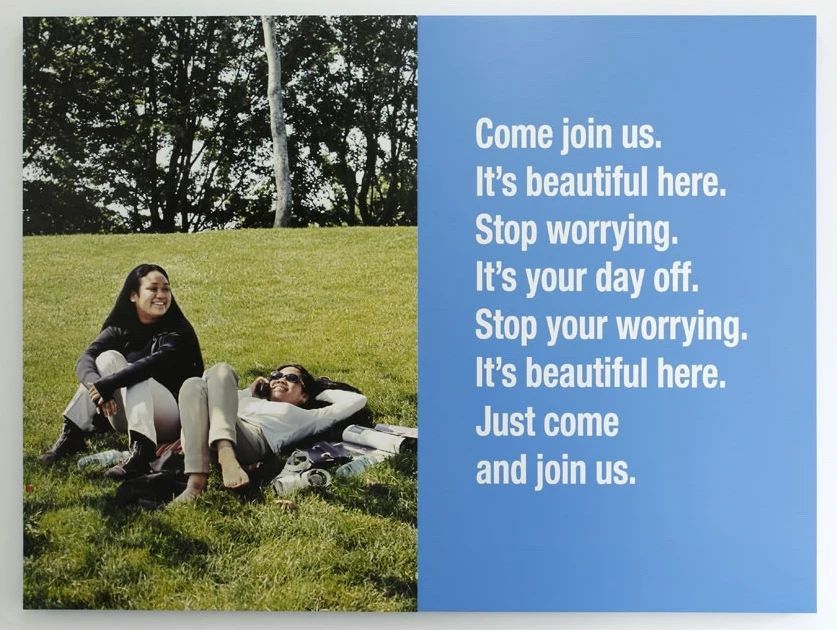 Come join us.
It’s beautiful here.
Stop worrying.
It’s your day off.
Stop your worrying.
It’s beautiful here.
Just come
and join us.